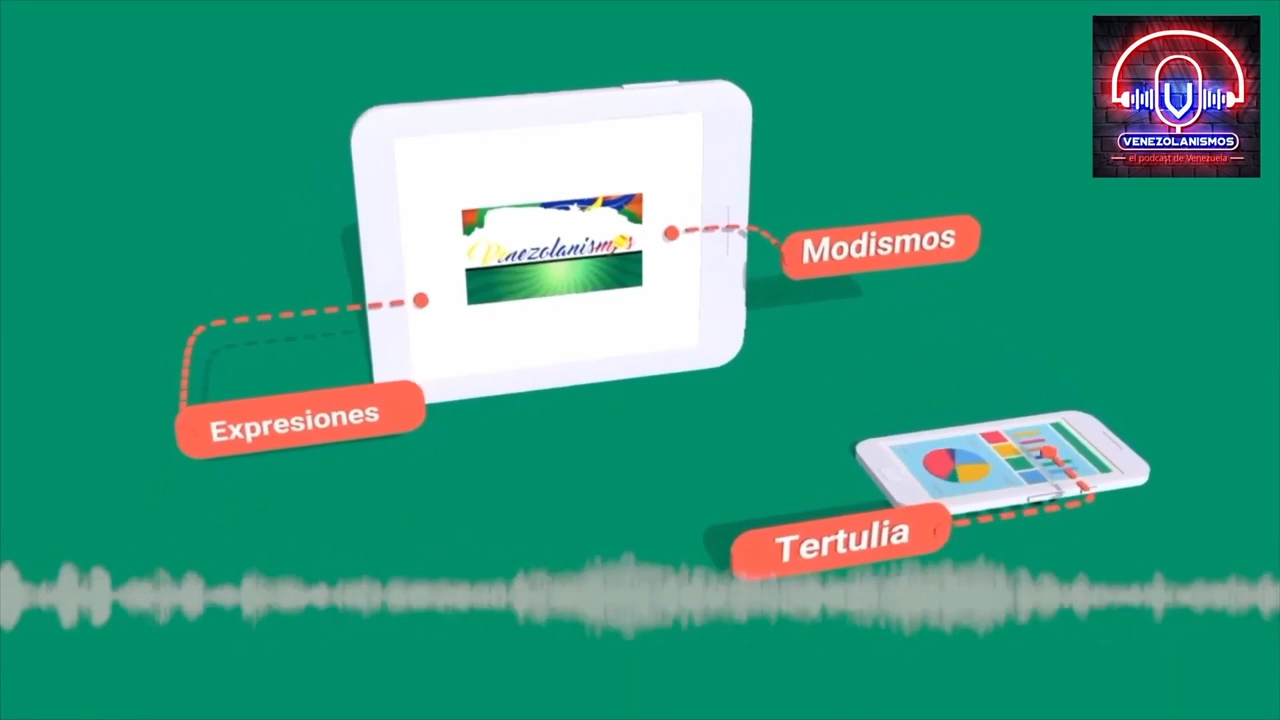 VENEZOLANISMOS
el podcast de Venezuela
Modismos
Venezolanismos
Expresiones
Tertulia